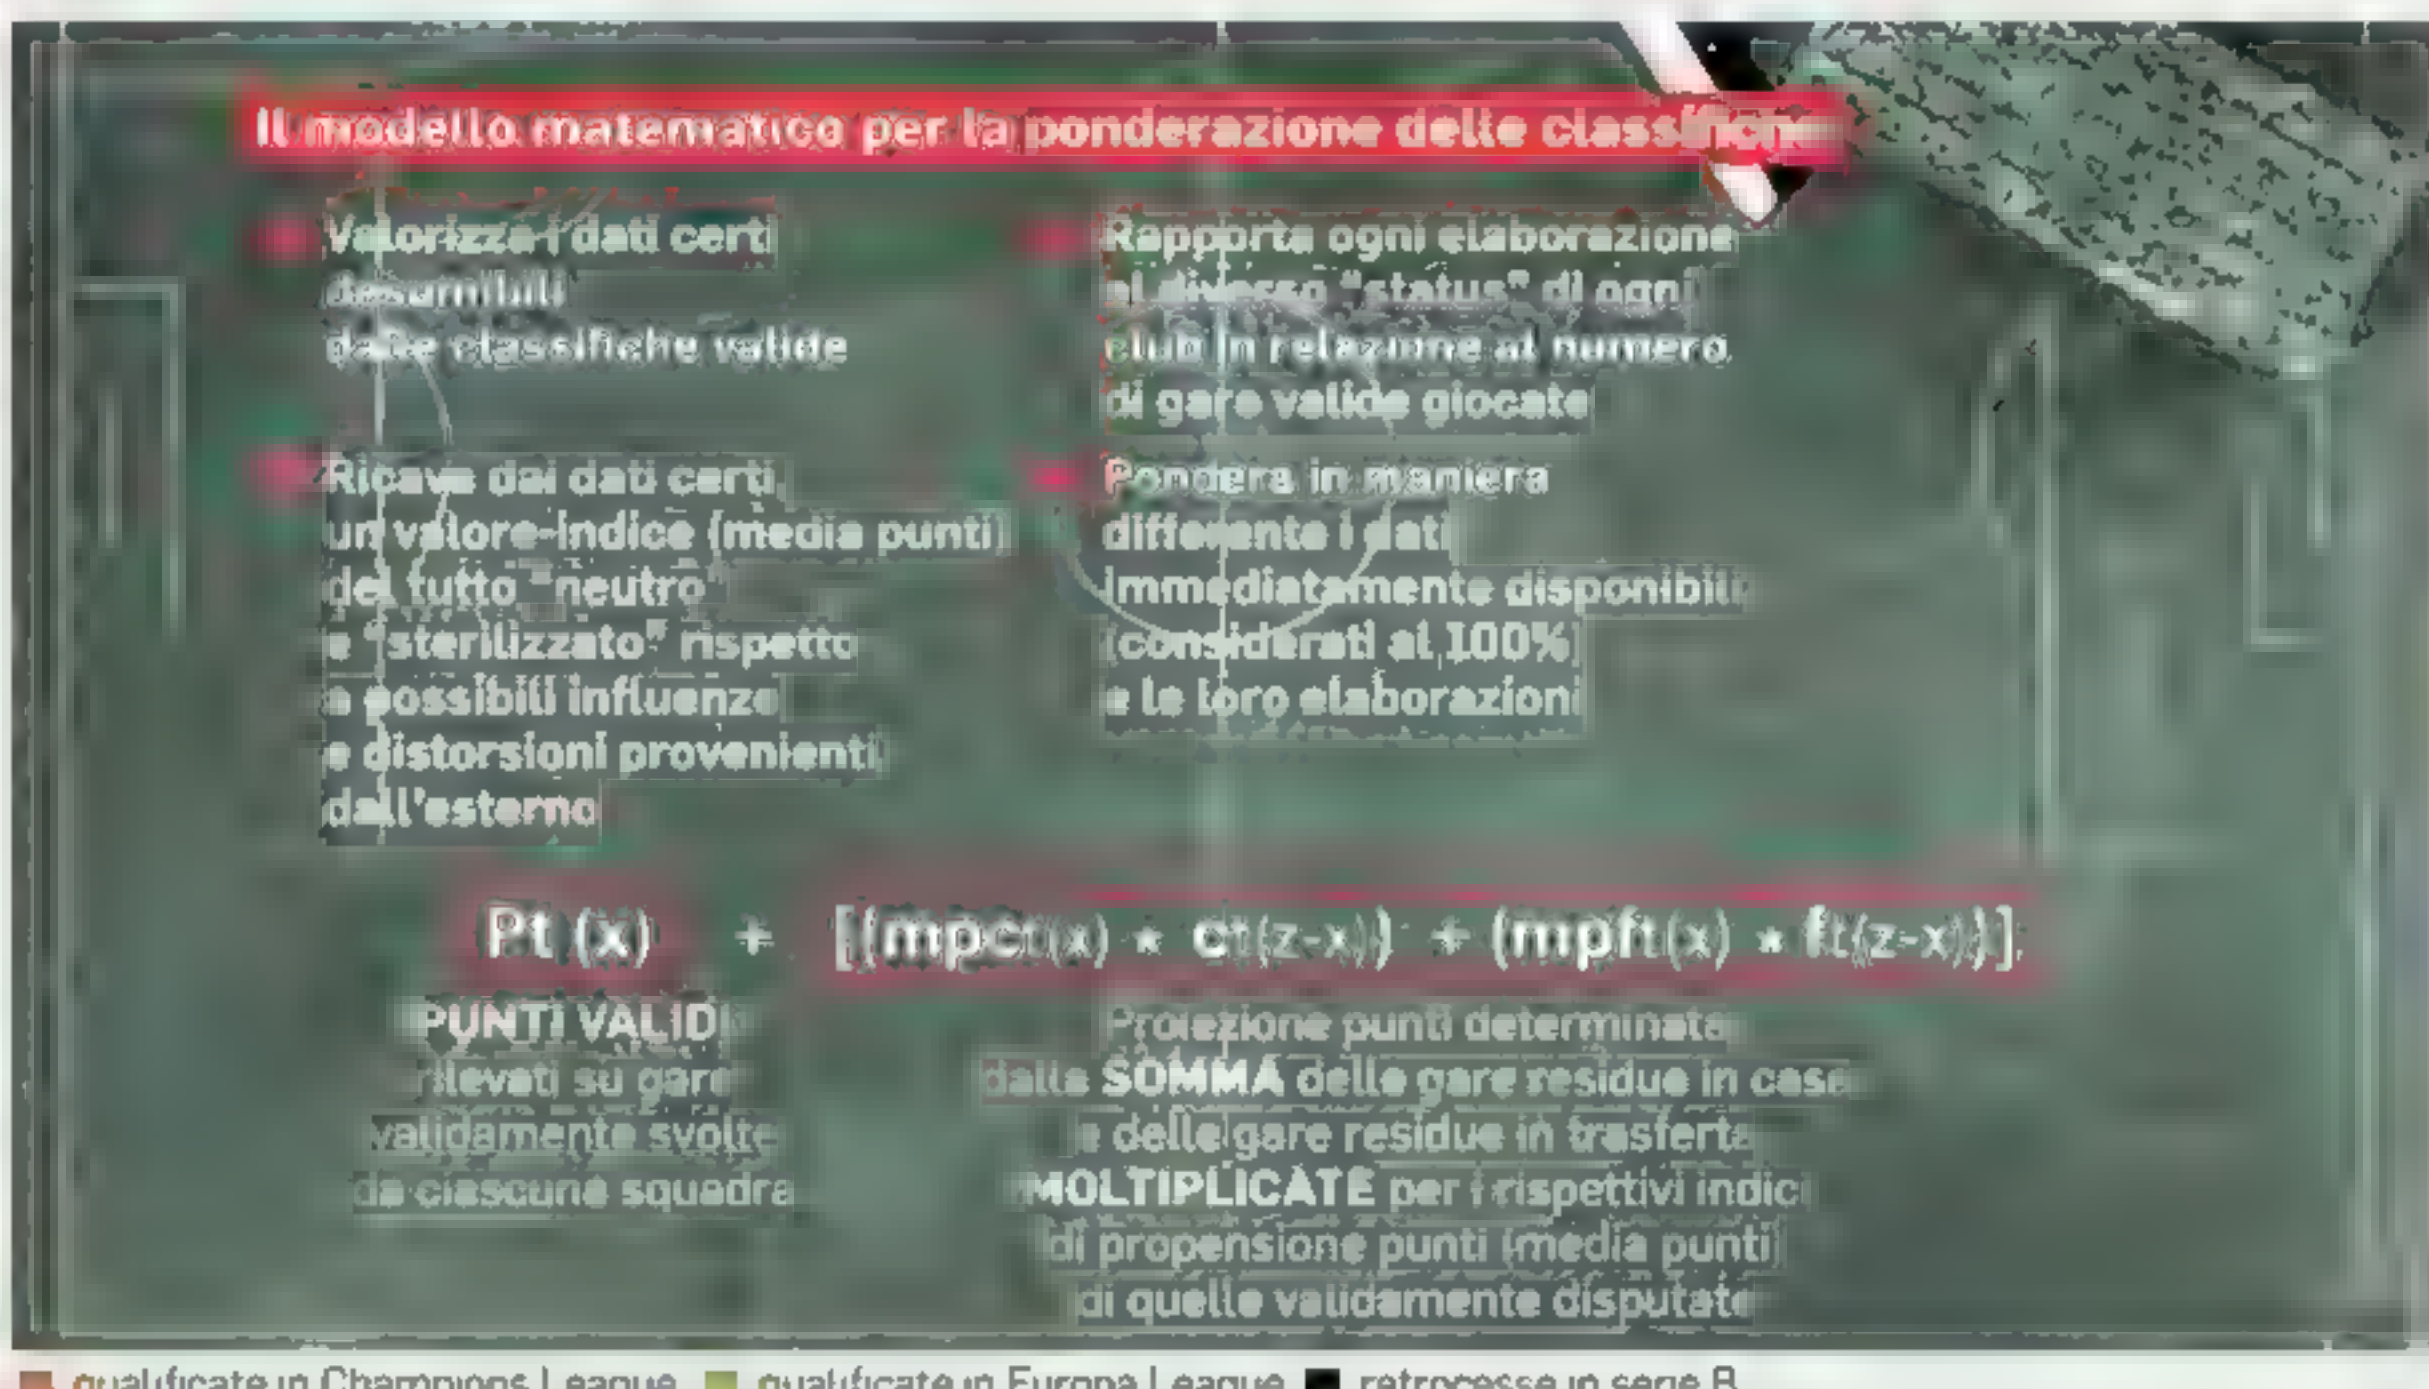 Il modello matematico per la ponderazione delle classifiche
Valorizza i dati certi
desumibili
dalle classifiche valide
Ricava dai dati certi
un valore-indice (media punti)
del tutto "neutro"
e "sterilizzato" rispetto
a possibili influenze
e distorsioni provenienti
dall'esterno
Rapporta ogni elaborazione
al diverso "status" di ogni
club in relazione al numero
di gare valide giocate
Pondera in maniera
differente i dati
immediatamente disponibili
(considerati al 100%)
e le loro elaborazioni
Pt (x) + [(mpct(x) * ct(z-x)) + (mpft(x) * ft(z-x))]
PUNTI VALIDI
rilevati su gare
validamente svolte
da ciascuna squadra
Proiezione punti determinata
dalla SOMMA delle gare residue in casa
e delle gare residue in trasferta
MOLTIPLICATE per i rispettivi indici
di propensione punti (media punti)
di quelle validamente disputate
qualificate in Champions League qualificate in Europa League retrocesse in serie B